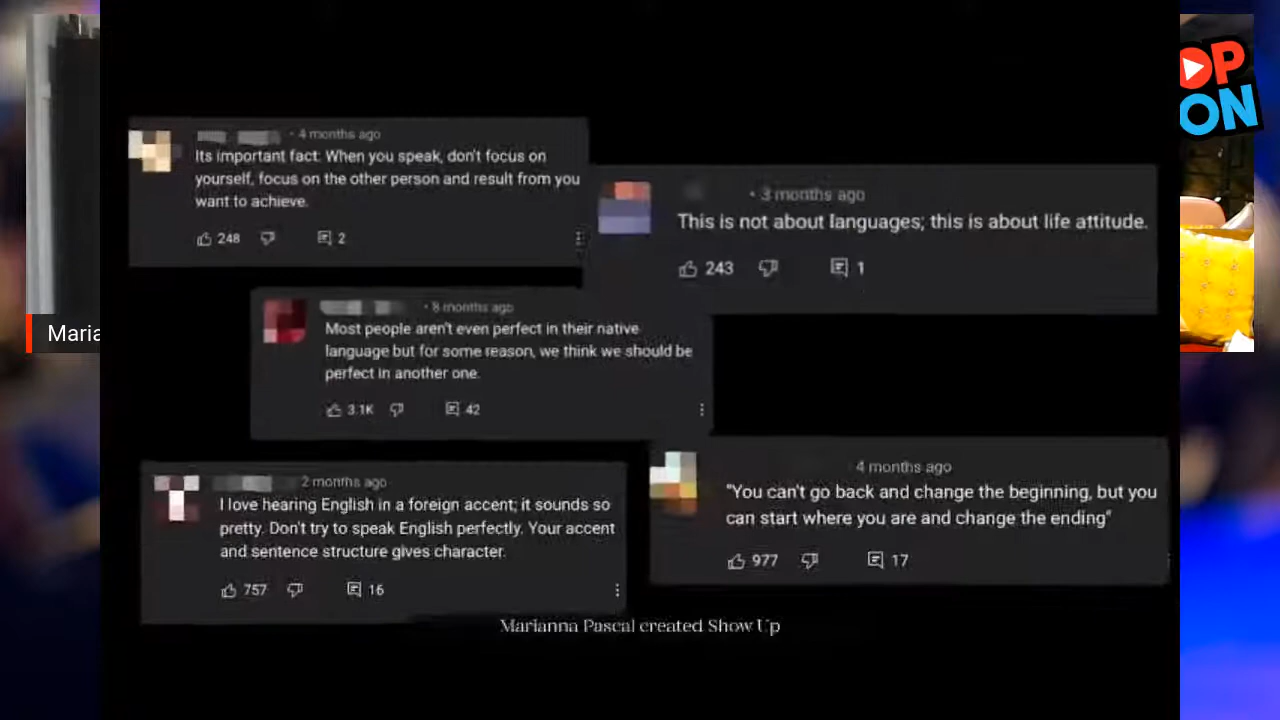 4 months ago
Its important fact: When you speak, don't focus on
yourself, focus on the other person and result from you
want to achieve.
248 2
3 months ago
This is not about languages; this is about life attitude.
243 1
8 months ago
Most people aren't even perfect in their native
language but for some reason, we think we should be
perfect in another one.
3.1K 42
2 months ago
I love hearing English in a foreign accent; it sounds so
pretty. Don't try to speak English perfectly. Your accent
and sentence structure gives character.
757 16
4 months ago
"You can't go back and change the beginning, but you
can start where you are and change the ending"
977 17
Marianna Pascal created Show Up
Maria
OP
ON